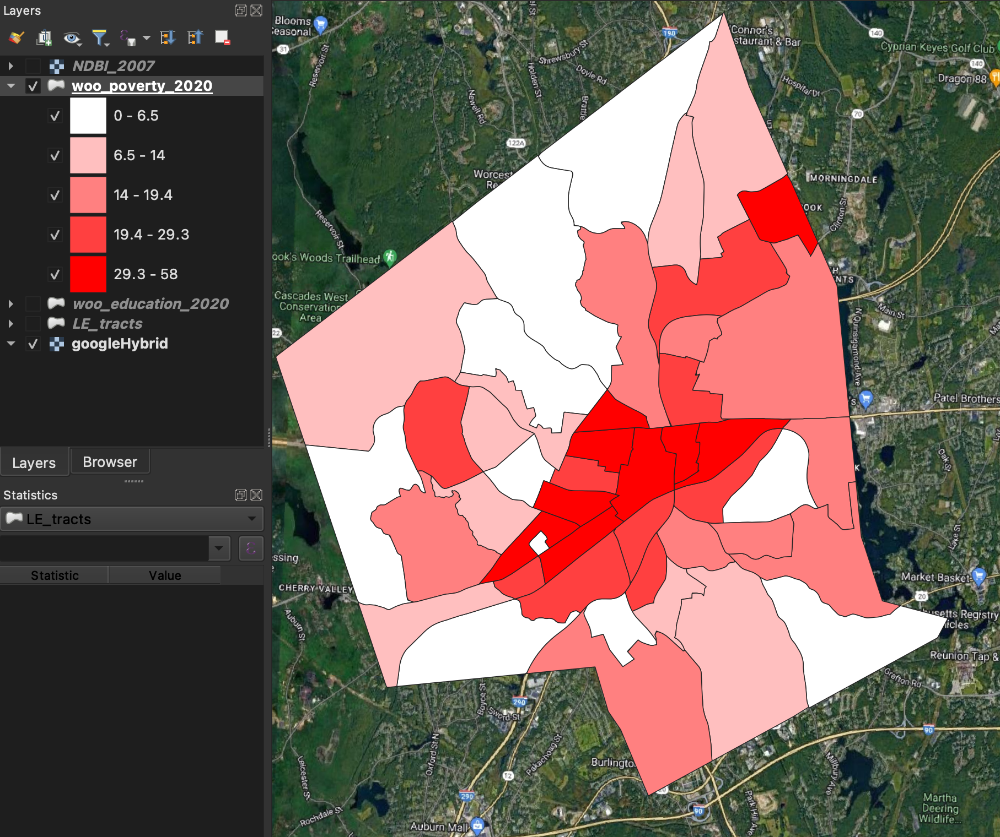 Layers
NDBI_2007
woo_poverty_2020
0 - 6.5
6.5 - 14
14 - 19.4
19.4 - 29.3
29.3 - 58
woo_education_2020
LE_tracts
googleHybrid
Layers
Browser
Statistics
LE_tracts
Statistic Value
Blooms
Seasonal
31
Reservoir St
Holden St
Shrewsbury St
Doyle Rd
Brattle
Newell Rd
122A
190
Connor's
staurant & Bar
140
Cyprian Keyes Golf Club
140
Dragon 88
Hospital Dr
70
MORNINGDALE
OOK
Clinton St
Worcest
Re
Reservoir St
ook's Woods Trailhead
Cascades West
Conservation
Area
22
H
NTS
Main St
N Quinsigamond Ave
's
Patel Brothers
Oak St
K
Lake St
Market Basket
20
usetts Registry
icles
Reunion Tap &
Grafton Rd
ssing
CHERRY VALLEY
Auburn St
Boyce St
290
Sword St
Oxford St N
Pakachoag St
Leicester St
12
290
Rochdale St
Auburn Mall
Burlingto
20
90
90
Millbury Ave
Park Hill Ave
Martha
Deering
Wildlife...